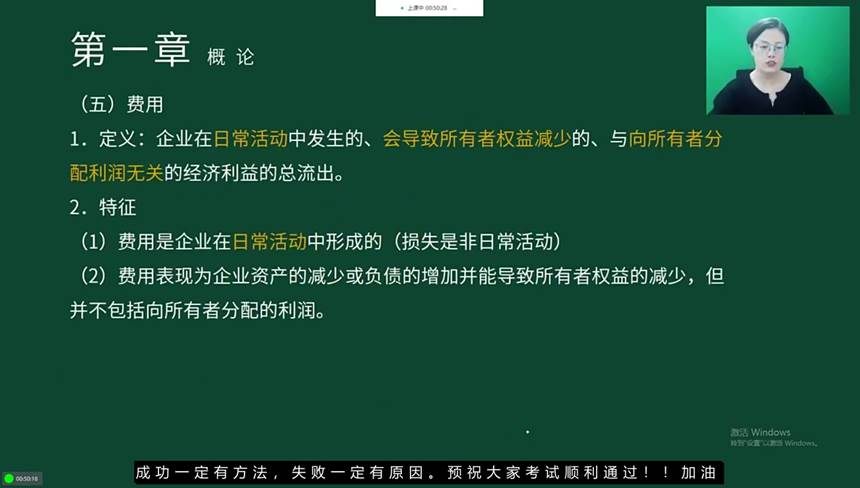 上课中 00:50:28
第一章 概 论
（五）费用
1．定义：企业在日常活动中发生的、会导致所有者权益减少的、与向所有者分
配利润无关的经济利益的总流出。
2．特征
（1）费用是企业在日常活动中形成的（损失是非日常活动）
（2）费用表现为企业资产的减少或负债的增加并能导致所有者权益的减少，但
并不包括向所有者分配的利润。
激活 Windows
转到“设置”以激活 Windows。
00:50:18
成功一定有方法，失败一定有原因。预祝大家考试顺利通过！！加油